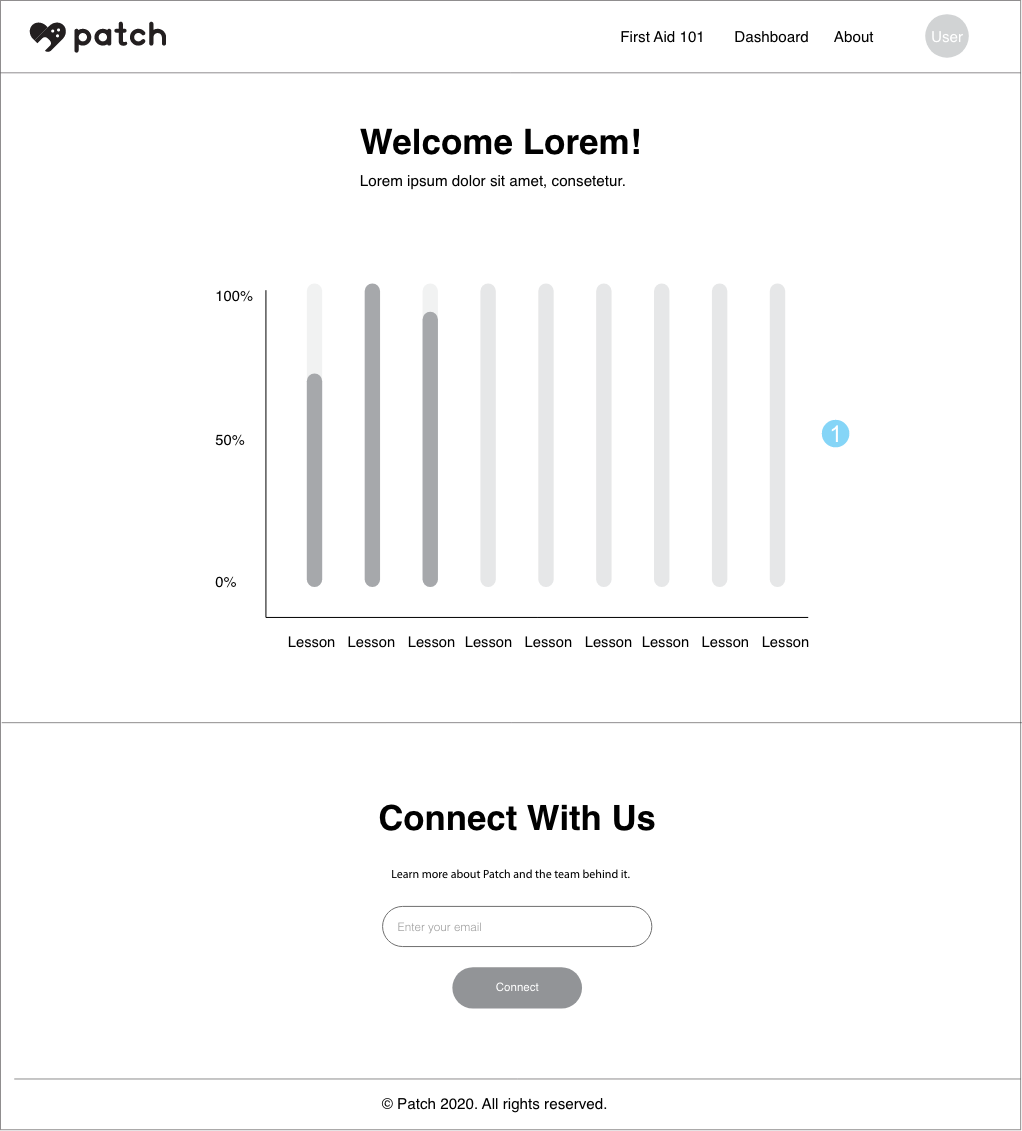 patch
First Aid 101 Dashboard About User
Welcome Lorem!
Lorem ipsum dolor sit amet, consetetur.
100%
50%
1
0%
Lesson Lesson Lesson Lesson Lesson Lesson Lesson Lesson Lesson
Connect With Us
Learn more about Patch and the team behind it.
Enter your email
Connect
© Patch 2020. All rights reserved.